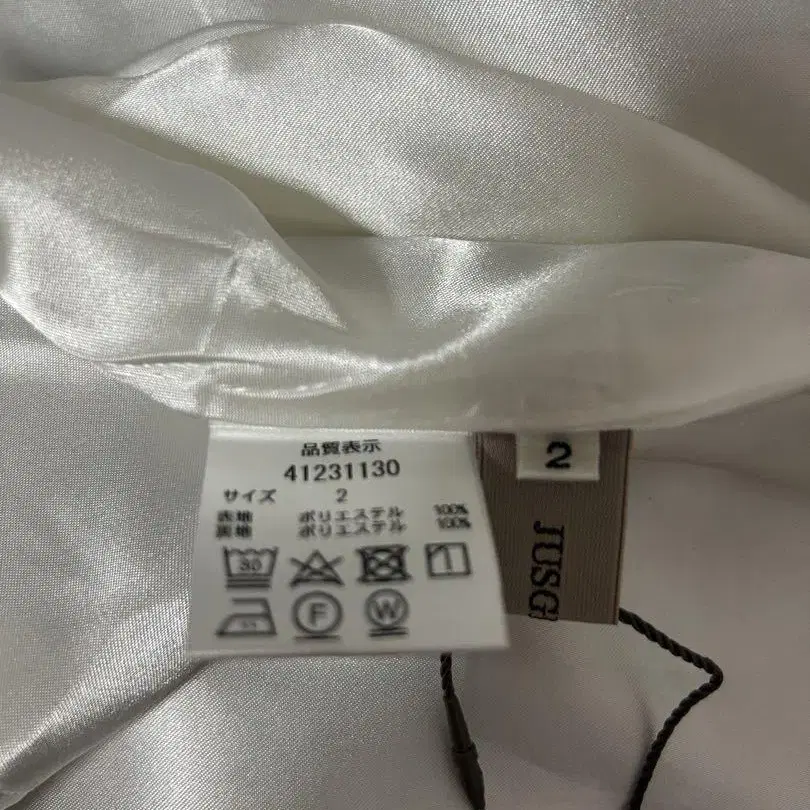 品質表示
41231130
サイズ 2
表地 ポリエステル 100%
裏地 ポリエステル 100%
30
1
F
W
2
JUSG